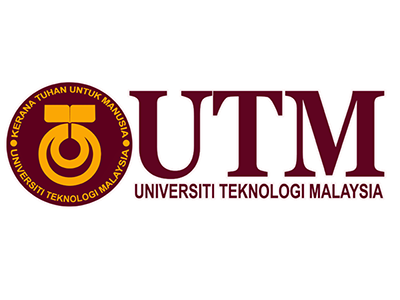 KERANA TUHAN UNTUK MANUSIA
UNIVERSITI TEKNOLOGI MALAYSIA
UTM
UNIVERSITI TEKNOLOGI MALAYSIA